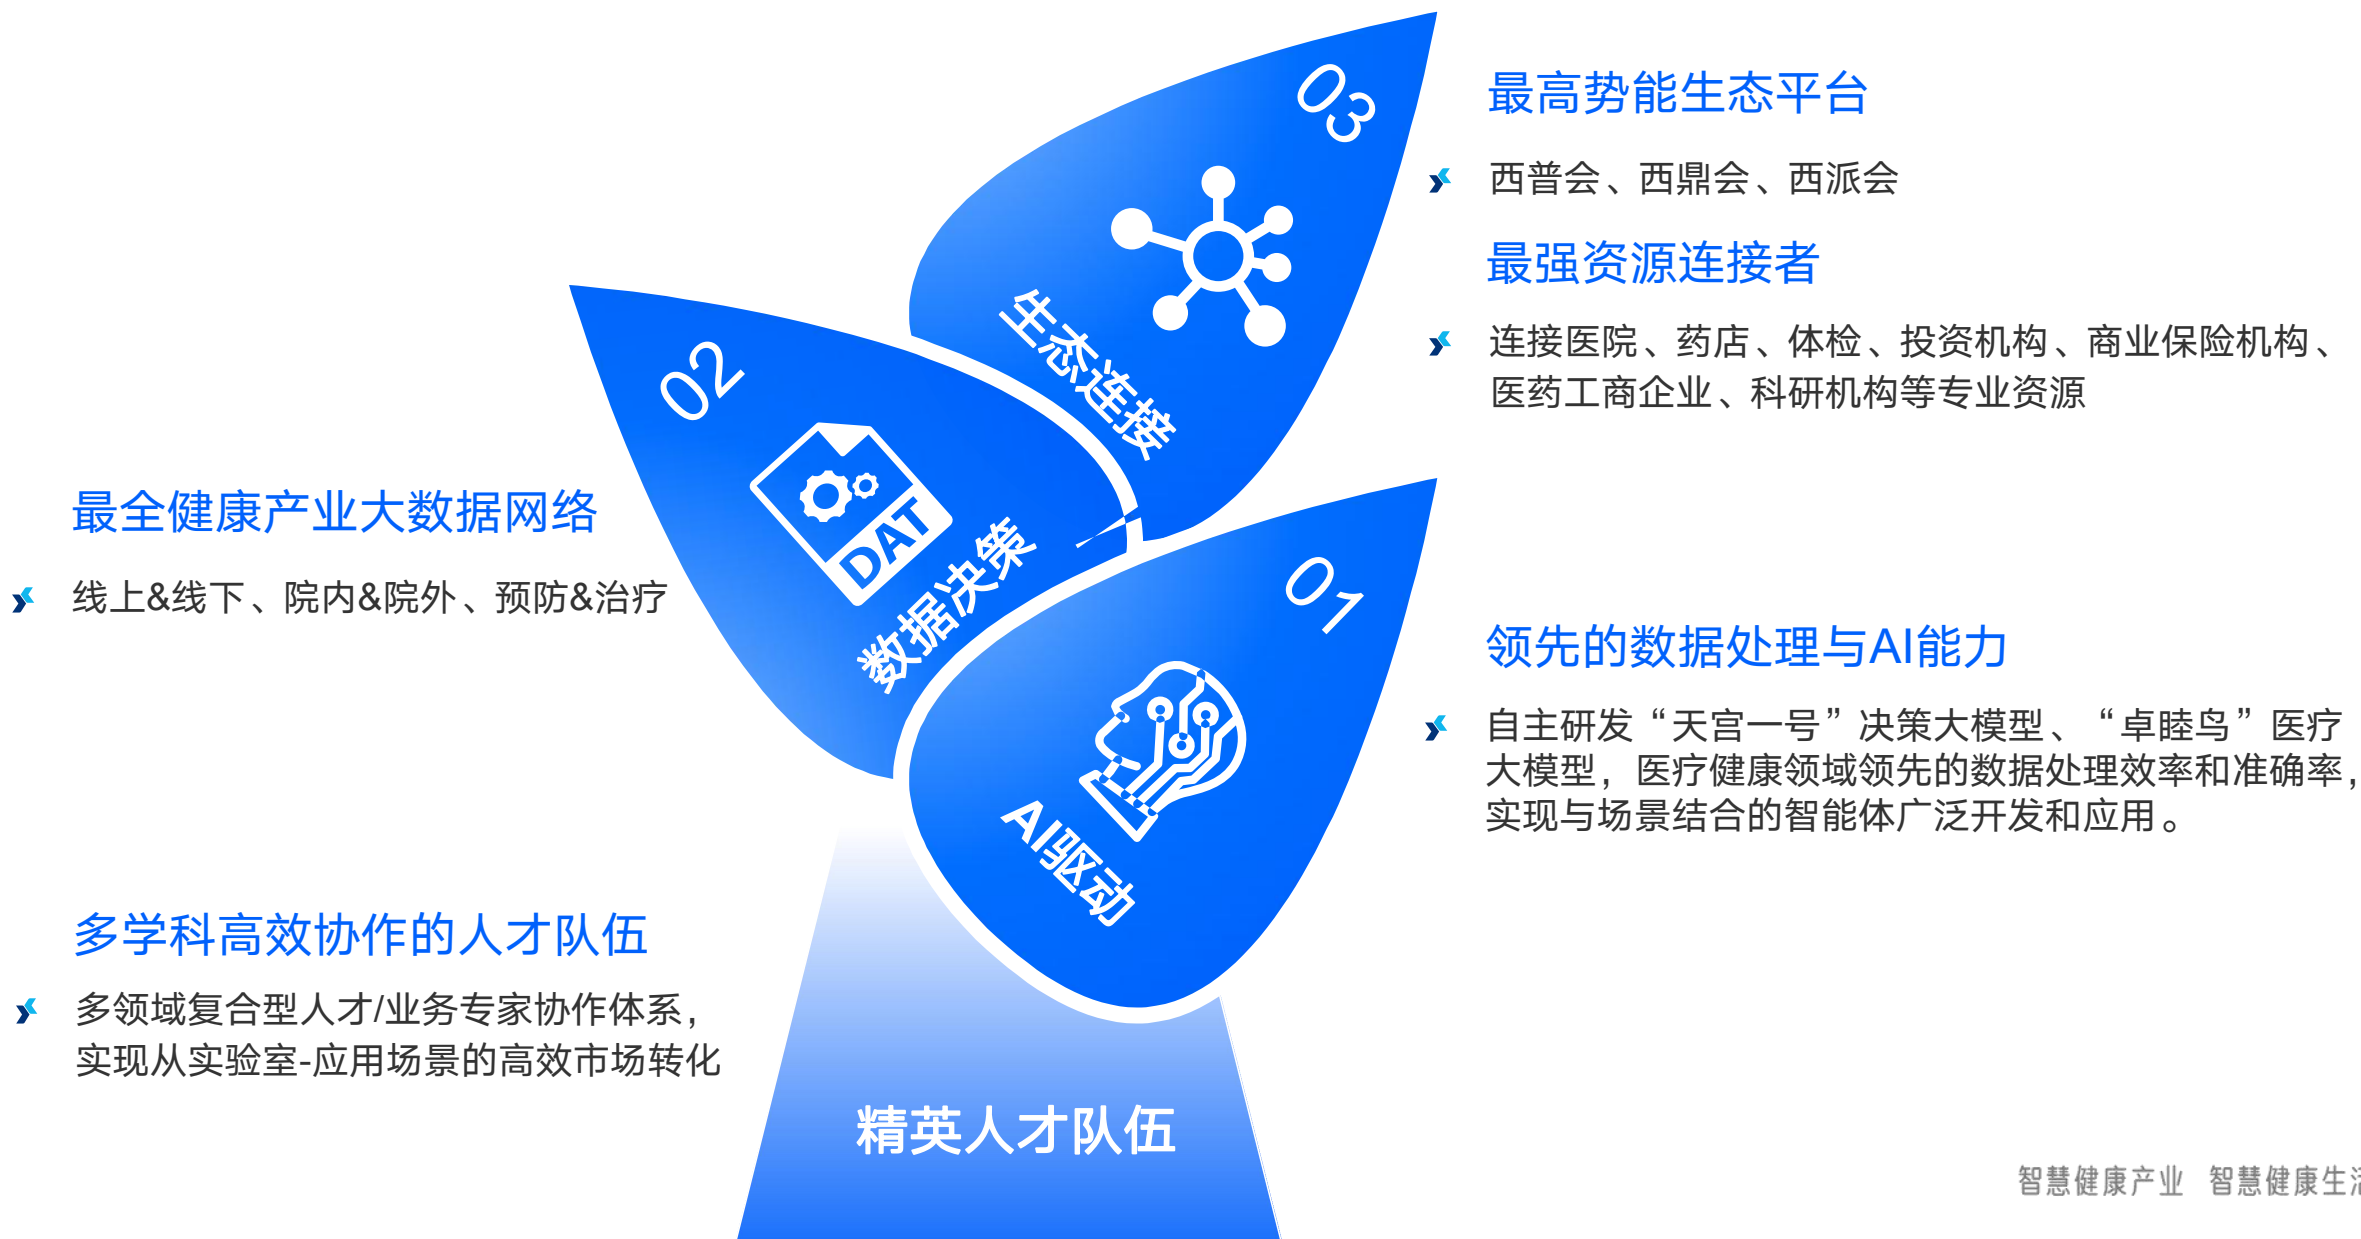 03
生态连接
最高势能生态平台
西普会、西鼎会、西派会
最强资源连接者
连接医院、药店、体检、投资机构、商业保险机构、
医药工商企业、科研机构等专业资源
02
DAT
数据决策
最全健康产业大数据网络
线上&线下、院内&院外、预防&治疗
01
AI驱动
领先的数据处理与AI能力
自主研发“天宫一号”决策大模型、“卓睦鸟”医疗
大模型，医疗健康领域领先的数据处理效率和准确率，
实现与场景结合的智能体广泛开发和应用。
多学科高效协作的人才队伍
多领域复合型人才/业务专家协作体系，
实现从实验室-应用场景的高效市场转化
精英人才队伍
智慧健康产业 智慧健康生活